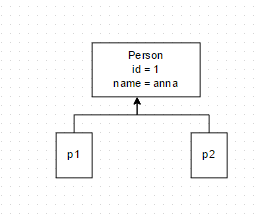 Person
id = 1
name = anna
p1
p2